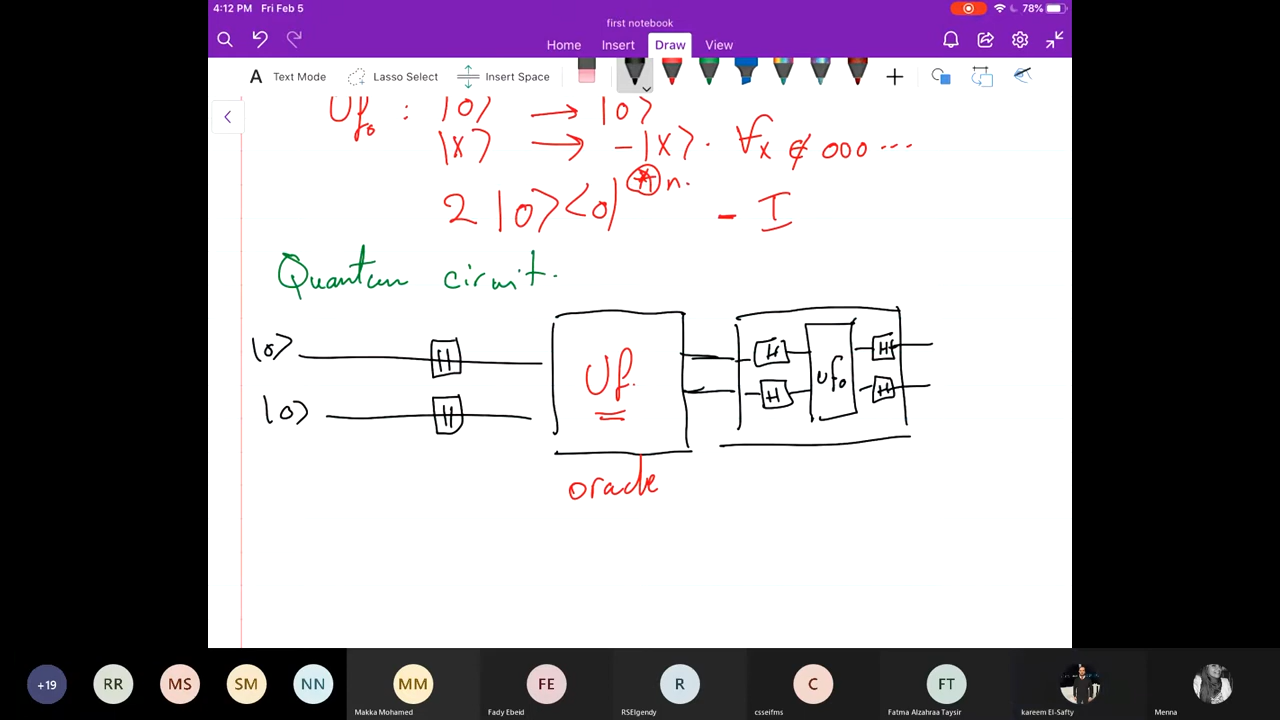 4:12 PM Fri Feb 5
78%
first notebook
Home Insert Draw View
A Text Mode Lasso Select Insert Space
Uf₀ : |0⟩ → |0⟩
|x⟩ → -|x⟩. ∀x ∉ 000 ...
2 |0⟩<0| n. - I
Quantum circuit.
|0⟩ H Uf. H Uf₀ H
|0⟩ H H H
oracle
+19 RR MS SM NN MM FE R C FT
Makka Mohamed Fady Ebeid RSElgendy csseifms Fatma Alzahraa Taysir kareem El-Safty Menna